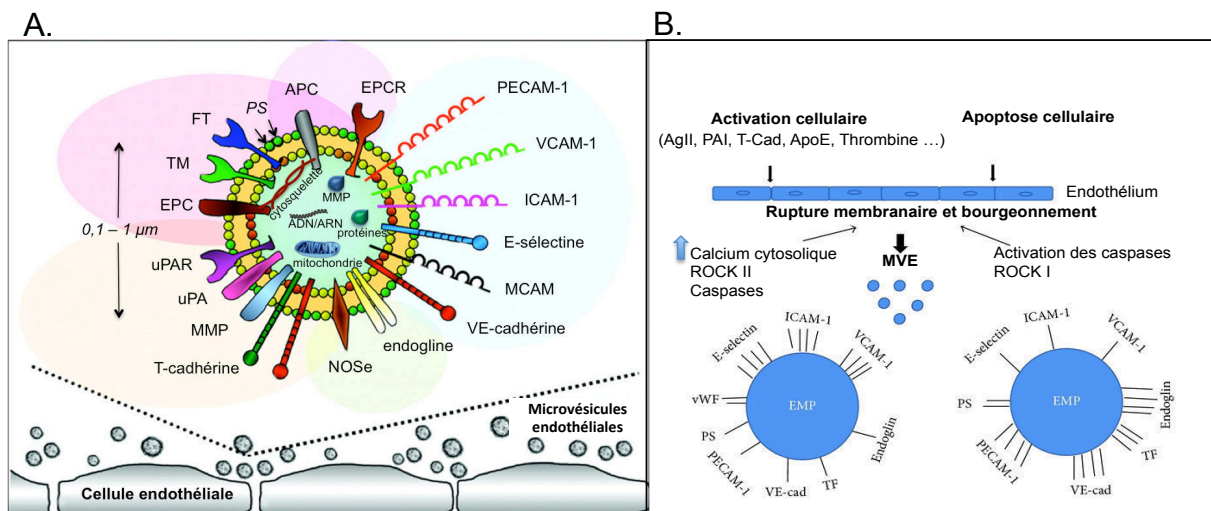 A.
APC
EPCR
PS
FT
TM
EPC
0,1 – 1 µm
uPAR
uPA
MMP
T-cadhérine
NOSe
endogline
VE-cadhérine
MCAM
E-sélectine
ICAM-1
VCAM-1
PECAM-1
cytosquelette
MMP
ADN/ARN
protéines
mitochondrie
Microvésicules
endothéliales
Cellule endothéliale
B.
Activation cellulaire
(AgII, PAI, T-Cad, ApoE, Thrombine ...)
Apoptose cellulaire
Endothélium
Rupture membranaire et bourgeonnement
Calcium cytosolique
ROCK II
Caspases
MVE
Activation des caspases
ROCK I
ICAM-1
E-selectin
VCAM-1
vWF
EMP
PS
Endoglin
PECAM-1
VE-cad
TF
ICAM-1
E-selectin
VCAM-1
PS
EMP
Endoglin
PECAM-1
TF
VE-cad